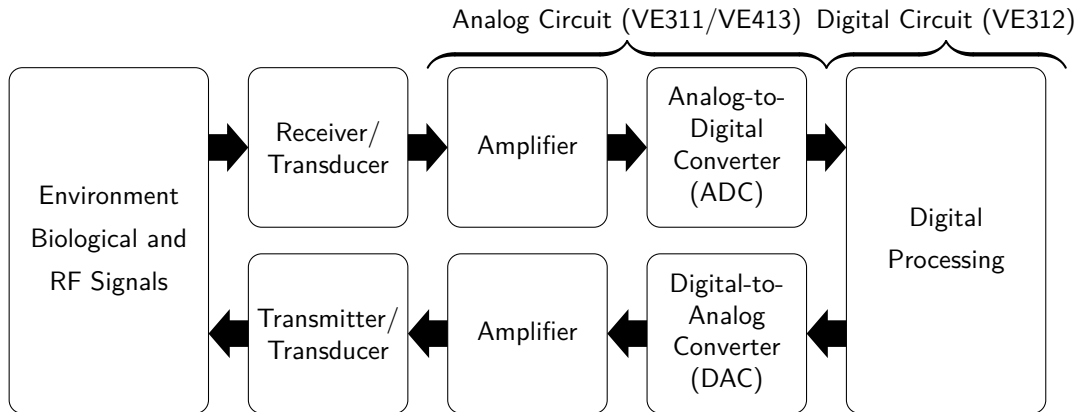 Analog Circuit (VE311/VE413)
Digital Circuit (VE312)
Environment
Biological and
RF Signals
Receiver/
Transducer
Amplifier
Analog-to-
Digital
Converter
(ADC)
Digital
Processing
Transmitter/
Transducer
Amplifier
Digital-to-
Analog
Converter
(DAC)